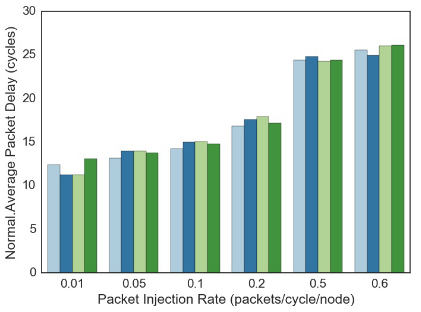 Normal.Average Packet Delay (cycles)
30
25
20
15
10
5
0
0.01 0.05 0.1 0.2 0.5 0.6
Packet Injection Rate (packets/cycle/node)